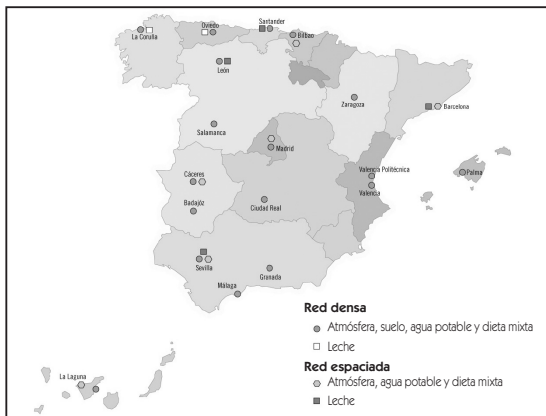 Santander
Oviedo
Bilbao
La Coruña
León
Zaragoza
Barcelona
Salamanca
Madrid
Cáceres
Valencia Politécnica
Palma
Badajóz
Ciudad Real
Valencia
Sevilla
Málaga
Grunada
Red densa
Atmósfera, suelo, agua potable y dieta mixta
Leche
Red espaciada
Atmósfera, agua potable y dieta mixta
Leche
La Laguna